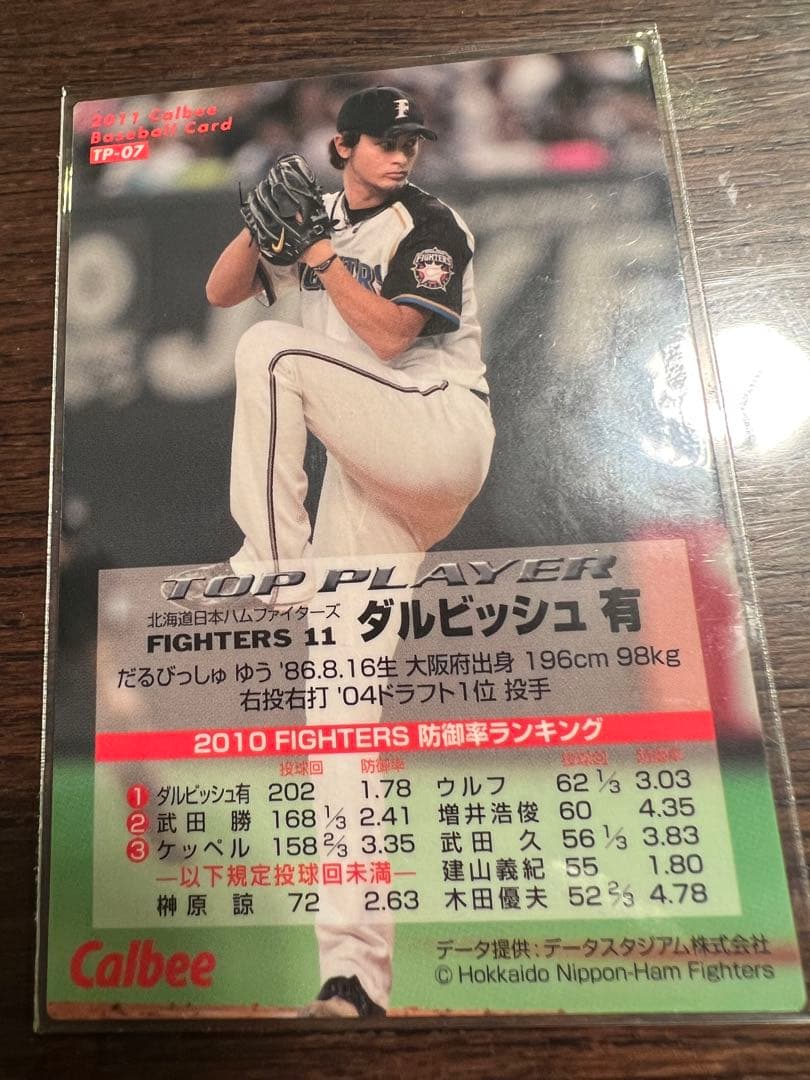 2011 Calbee
Baseball Card
TP-07
F
FIGHTERS
TOP PLAYER
北海道日本ハムファイターズ
FIGHTERS 11 ダルビッシュ 有
だるびっしゅ ゆう '86.8.16生 大阪府出身 196cm 98kg
右投右打 '04ドラフト1位 投手
2010 FIGHTERS 防御率ランキング
投球回 防御率 投球回 防御率
1 ダルビッシュ有 202 1.78 ウルフ 62 1/3 3.03
2 武田 勝 168 1/3 2.41 増井浩俊 60 4.35
3 ケッペル 158 2/3 3.35 武田 久 56 1/3 3.83
―以下規定投球回未満― 建山義紀 55 1.80
榊原 諒 72 2.63 木田優夫 52 2/3 4.78
Calbee
データ提供:データスタジアム株式会社
© Hokkaido Nippon-Ham Fighters